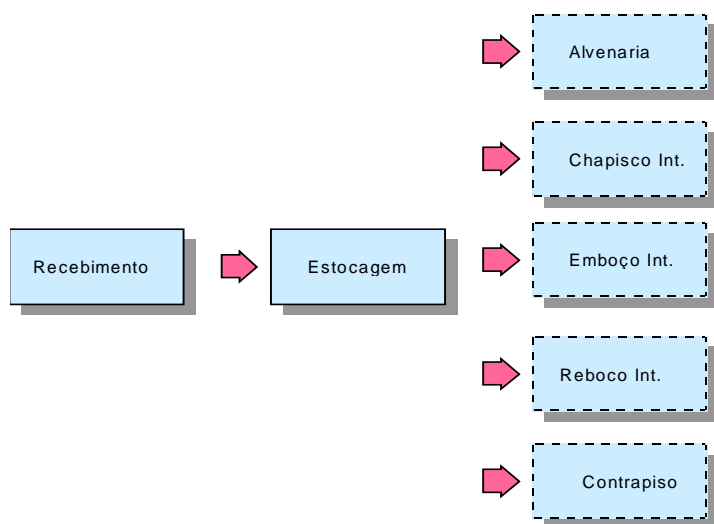 Alvenaria
Chapisco Int.
Recebimento
Estocagem
Emboço Int.
Reboco Int.
Contrapiso